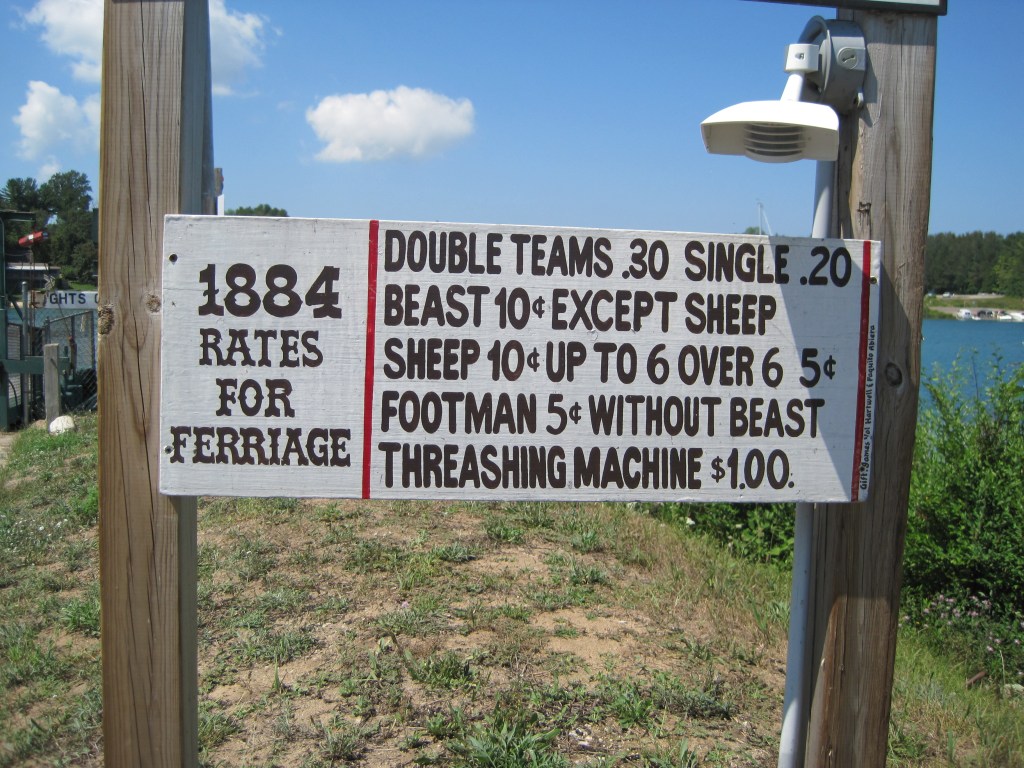 1884
RATES
FOR
FERRIAGE
DOUBLE TEAMS .30 SINGLE .20
BEAST 10¢ EXCEPT SHEEP
SHEEP 10¢ UP TO 6 OVER 6 5¢
FOOTMAN 5¢ WITHOUT BEAST
THREASHING MACHINE $1.00.
IGHTS